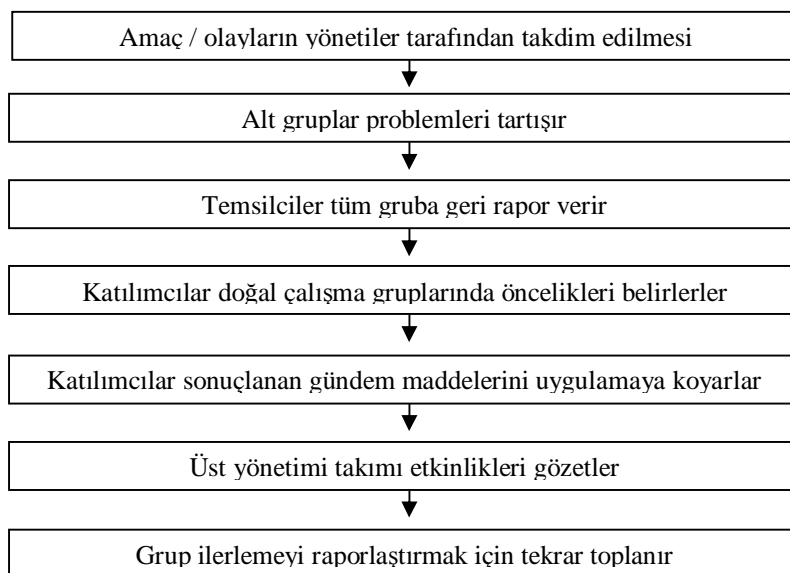 Amaç / olayların yönetiler tarafından takdim edilmesi
Alt gruplar problemleri tartışır
Temsilciler tüm gruba geri rapor verir
Katılımcılar doğal çalışma gruplarında öncelikleri belirlerler
Katılımcılar sonuçlanan gündem maddelerini uygulamaya koyarlar
Üst yönetimi takımı etkinlikleri gözetler
Grup ilerlemeyi raporlaştırmak için tekrar toplanır